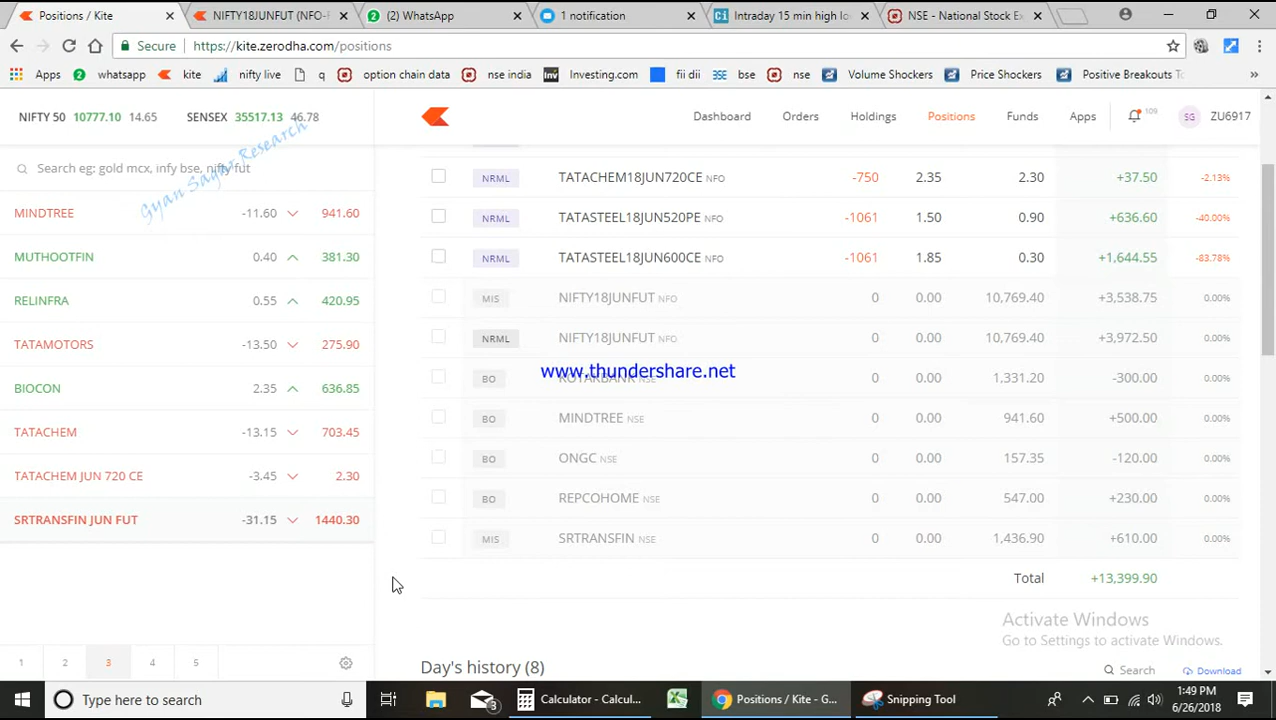 Positions / Kite
NIFTY18JUNFUT (NFO-F
(2) WhatsApp
1 notification
Intraday 15 min high lo
NSE - National Stock Ex
Secure https://kite.zerodha.com/positions
Apps whatsapp kite nifty live q option chain data nse india Investing.com fii dii bse nse Volume Shockers Price Shockers Positive Breakouts To
NIFTY 50 10777.10 14.65 SENSEX 35517.13 46.78
Dashboard Orders Holdings Positions Funds Apps 109 SG ZU6917
Search eg: gold mcx, infy bse, nifty fut
Gyan Sagar Research
MINDTREE -11.60 941.60
MUTHOOTFIN 0.40 381.30
RELINFRA 0.55 420.95
TATAMOTORS -13.50 275.90
BIOCON 2.35 636.85
TATACHEM -13.15 703.45
TATACHEM JUN 720 CE -3.45 2.30
SRTRANSFIN JUN FUT -31.15 1440.30
1 2 3 4 5
NRML TATACHEM18JUN720CE NFO -750 2.35 2.30 +37.50 -2.13%
NRML TATASTEEL18JUN520PE NFO -1061 1.50 0.90 +636.60 -40.00%
NRML TATASTEEL18JUN600CE NFO -1061 1.85 0.30 +1,644.55 -83.78%
MIS NIFTY18JUNFUT NFO 0 0.00 10,769.40 +3,538.75 0.00%
NRML NIFTY18JUNFUT NFO 0 0.00 10,769.40 +3,972.50 0.00%
www.thundershare.net
BO KOTAKBANK NSE 0 0.00 1,331.20 -300.00 0.00%
BO MINDTREE NSE 0 0.00 941.60 +500.00 0.00%
BO ONGC NSE 0 0.00 157.35 -120.00 0.00%
BO REPCOHOME NSE 0 0.00 547.00 +230.00 0.00%
MIS SRTRANSFIN NSE 0 0.00 1,436.90 +610.00 0.00%
Total +13,399.90
Activate Windows
Go to Settings to activate Windows.
Day's history (8) Search Download
Type here to search 3 Calculator - Calcul... Positions / Kite - G... Snipping Tool
1:49 PM
6/26/2018